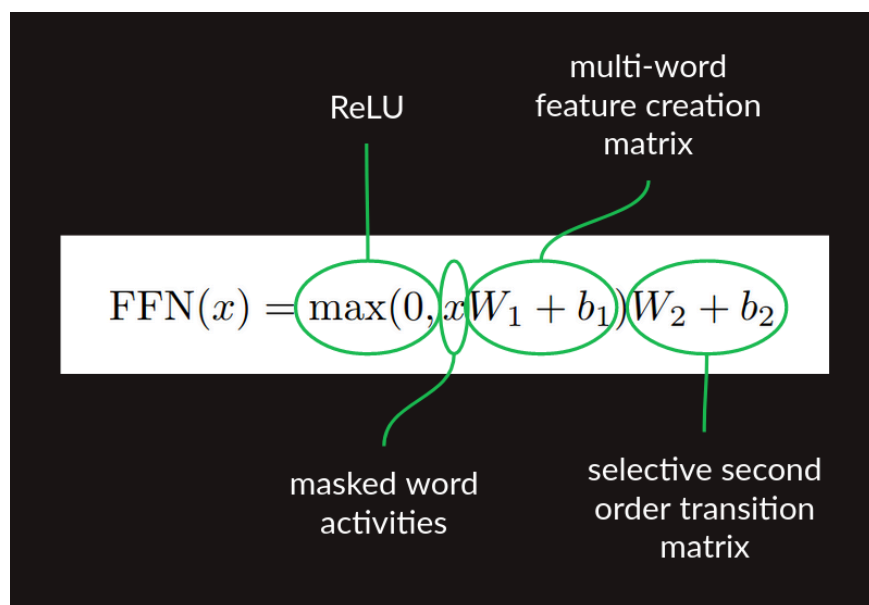 multi-word
feature creation
matrix
ReLU
FFN(x) = max(0, xW₁ + b₁)W₂ + b₂
masked word
activities
selective second
order transition
matrix